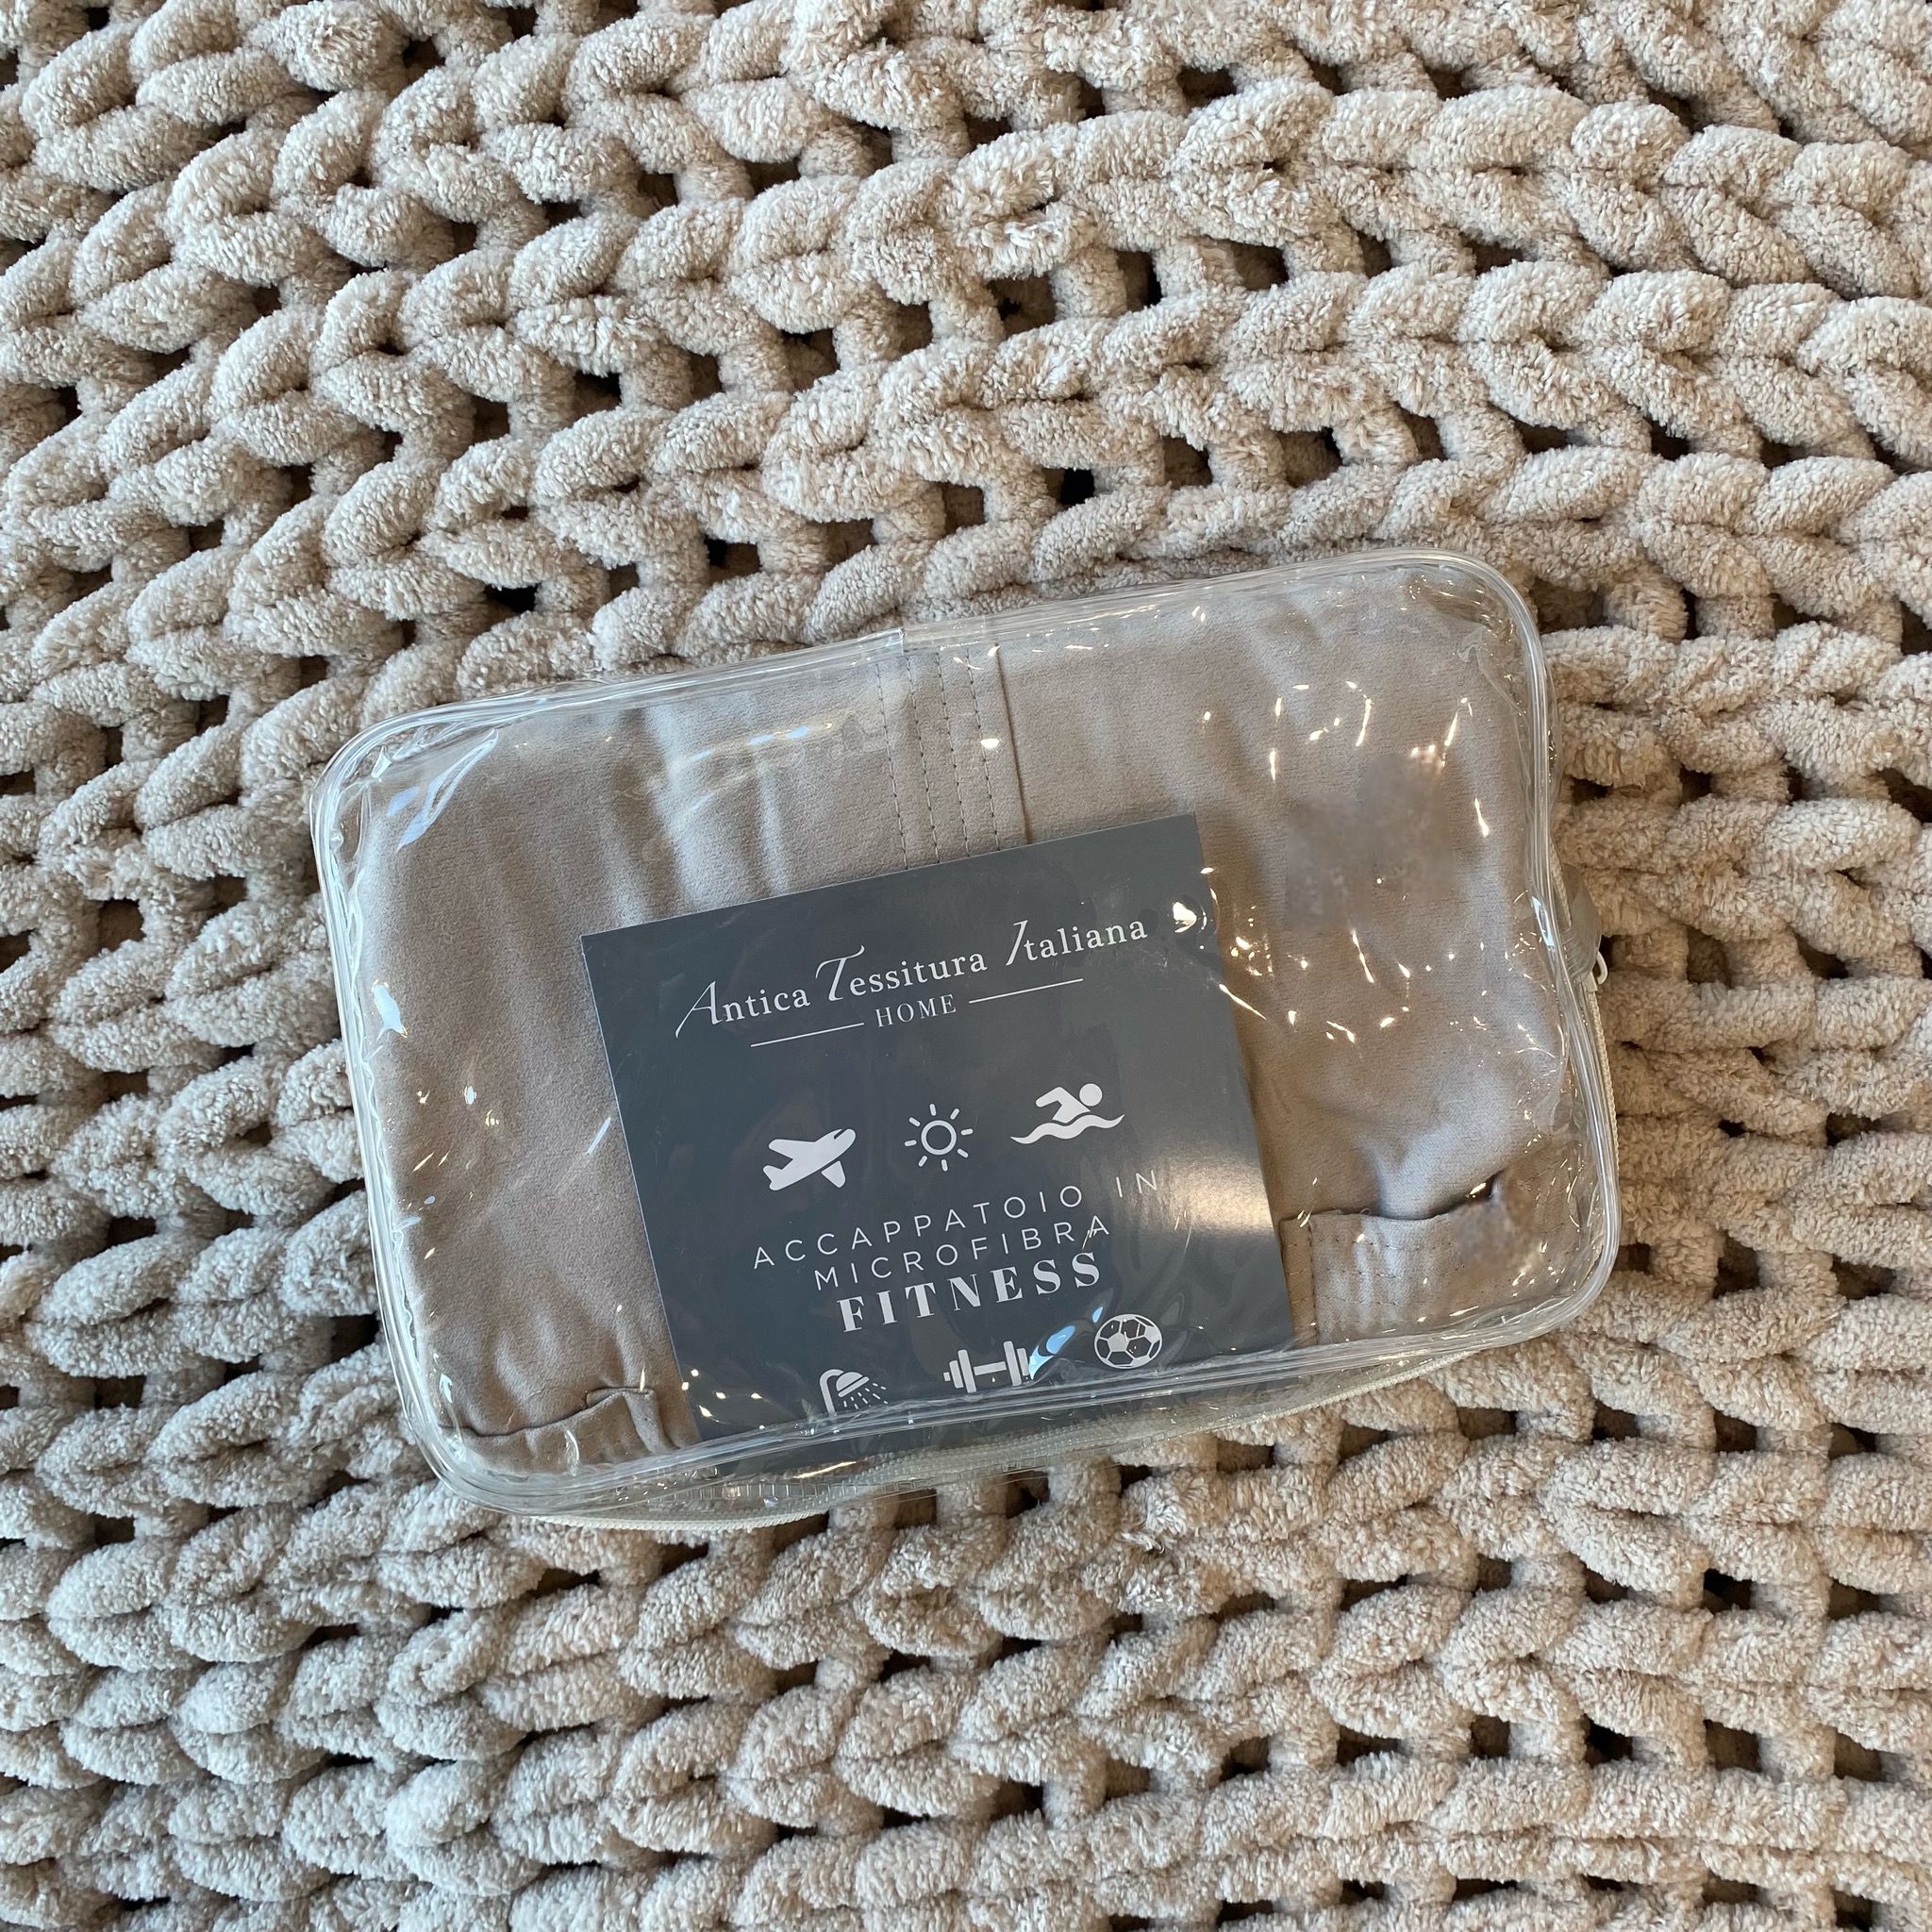 Antica Tessitura Italiana
HOME
ACCAPPATOIO IN
MICROFIBRA
FITNESS